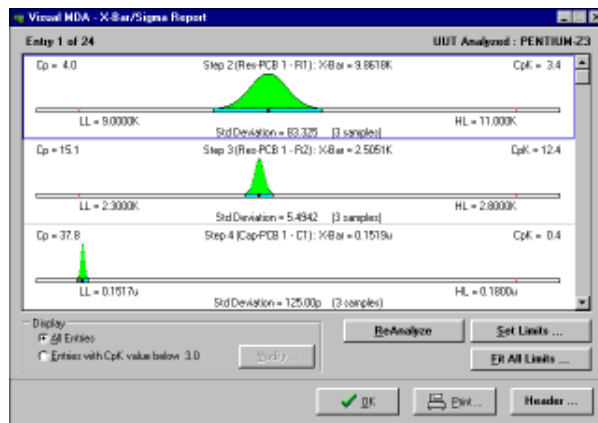 Visual MDA - X-Bar/Sigma Report
Entry 1 of 24 UUT Analyzed : PENTIUM-Z3
Cp = 4.0 Step 2 (Res-PCB 1 - R1): X-Bar = 9.8618K CpK = 3.4
LL = 9.0000K HL = 11.000K
Std Deviation = 83.325 (3 samples)
Cp = 15.1 Step 3 (Res-PCB 1 - R2): X-Bar = 2.5051K CpK = 12.4
LL = 2.3000K HL = 2.8000K
Std Deviation = 5.4942 (3 samples)
Cp = 37.8 Step 4 (Cap-PCB 1 - C1): X-Bar = 0.1519u CpK = 0.4
LL = 0.1517u HL = 0.1800u
Std Deviation = 125.00p (3 samples)
Display
All Entries
Entries with CpK value below 3.0
Modify ...
ReAnalyze
Set Limits ...
Fit All Limits ...
OK
Print...
Header ...